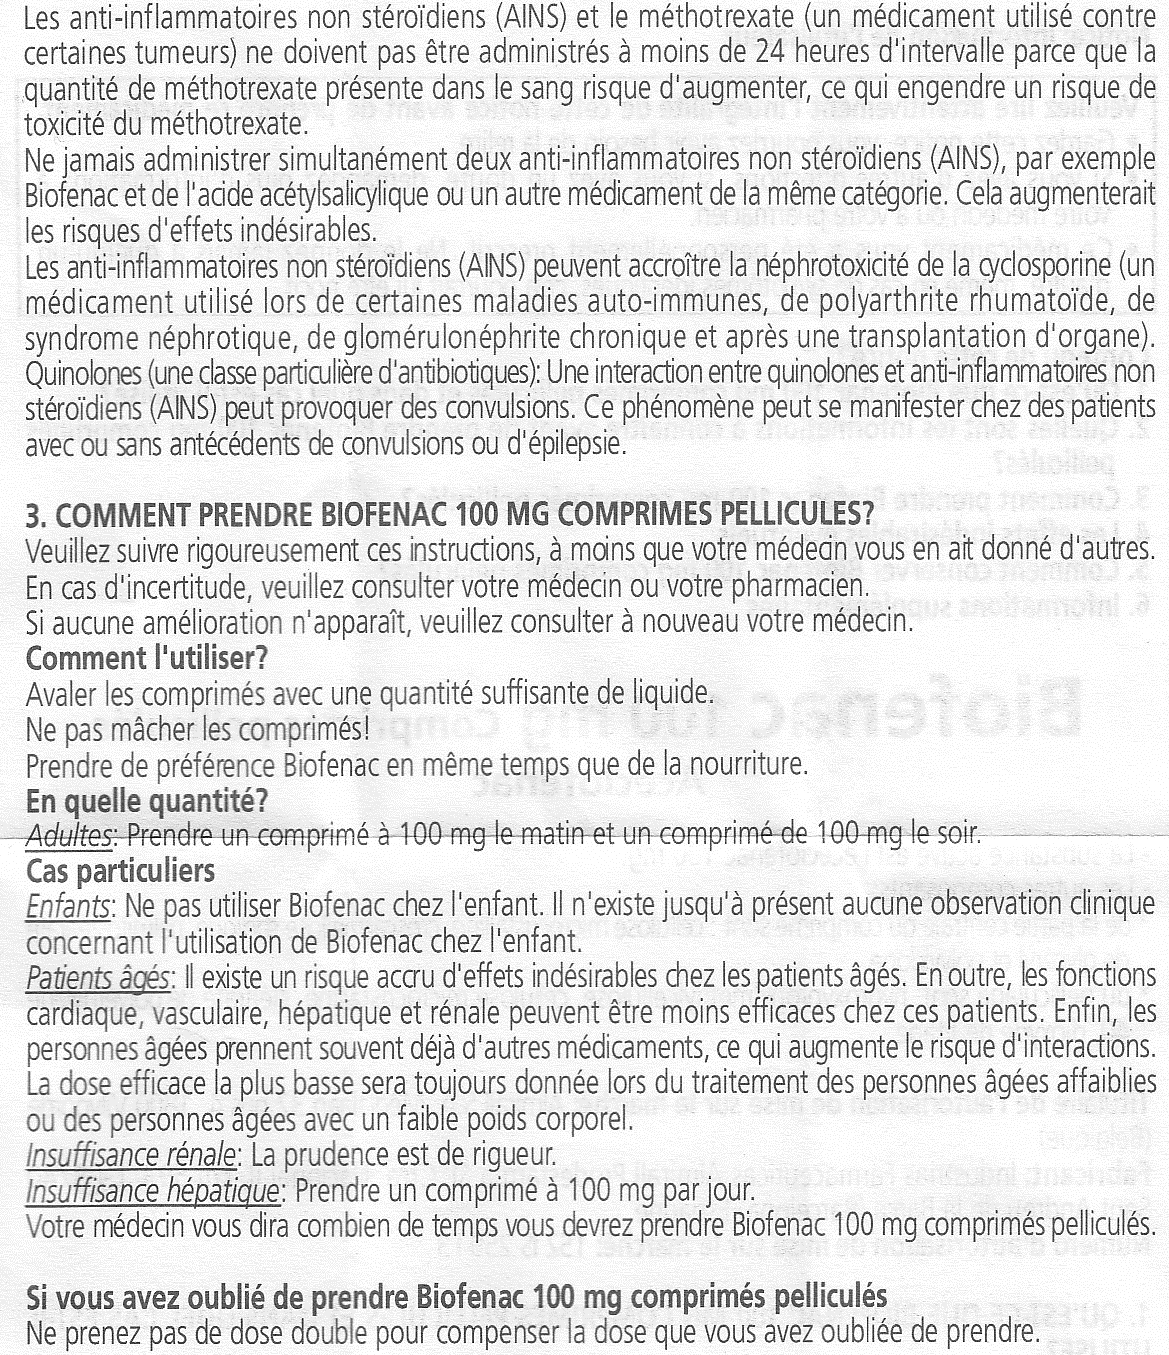 Les anti-inflammatoires non stéroïdiens (AINS) et le méthotrexate (un médicament utilisé contre
certaines tumeurs) ne doivent pas être administrés à moins de 24 heures d'intervalle parce que la
quantité de méthotrexate présente dans le sang risque d'augmenter, ce qui engendre un risque de
toxicité du méthotrexate.
Ne jamais administrer simultanément deux anti-inflammatoires non stéroïdiens (AINS), par exemple
Biofenac et de l'acide acétylsalicylique ou un autre médicament de la même catégorie. Cela augmenterait
les risques d'effets indésirables.
Les anti-inflammatoires non stéroïdiens (AINS) peuvent accroître la néphrotoxicité de la cyclosporine (un
médicament utilisé lors de certaines maladies auto-immunes, de polyarthrite rhumatoïde, de
syndrome néphrotique, de glomérulonéphrite chronique et après une transplantation d'organe).
Quinolones (une classe particulière d'antibiotiques): Une interaction entre quinolones et anti-inflammatoires non
stéroïdiens (AINS) peut provoquer des convulsions. Ce phénomène peut se manifester chez des patients
avec ou sans antécédents de convulsions ou d'épilepsie.
3. COMMENT PRENDRE BIOFENAC 100 MG COMPRIMES PELLICULES?
Veuillez suivre rigoureusement ces instructions, à moins que votre médecin vous en ait donné d'autres.
En cas d'incertitude, veuillez consulter votre médecin ou votre pharmacien.
Si aucune amélioration n'apparaît, veuillez consulter à nouveau votre médecin.
Comment l'utiliser?
Avaler les comprimés avec une quantité suffisante de liquide.
Ne pas mâcher les comprimés!
Prendre de préférence Biofenac en même temps que de la nourriture.
En quelle quantité?
Adultes: Prendre un comprimé à 100 mg le matin et un comprimé de 100 mg le soir.
Cas particuliers
Enfants: Ne pas utiliser Biofenac chez l'enfant. Il n'existe jusqu'à présent aucune observation clinique
concernant l'utilisation de Biofenac chez l'enfant.
Patients âgés: Il existe un risque accru d'effets indésirables chez les patients âgés. En outre, les fonctions
cardiaque, vasculaire, hépatique et rénale peuvent être moins efficaces chez ces patients. Enfin, les
personnes âgées prennent souvent déjà d'autres médicaments, ce qui augmente le risque d'interactions.
La dose efficace la plus basse sera toujours donnée lors du traitement des personnes âgées affaiblies
ou des personnes âgées avec un faible poids corporel.
Insuffisance rénale: La prudence est de rigueur.
Insuffisance hépatique: Prendre un comprimé à 100 mg par jour.
Votre médecin vous dira combien de temps vous devrez prendre Biofenac 100 mg comprimés pelliculés.
Si vous avez oublié de prendre Biofenac 100 mg comprimés pelliculés
Ne prenez pas de dose double pour compenser la dose que vous avez oubliée de prendre.